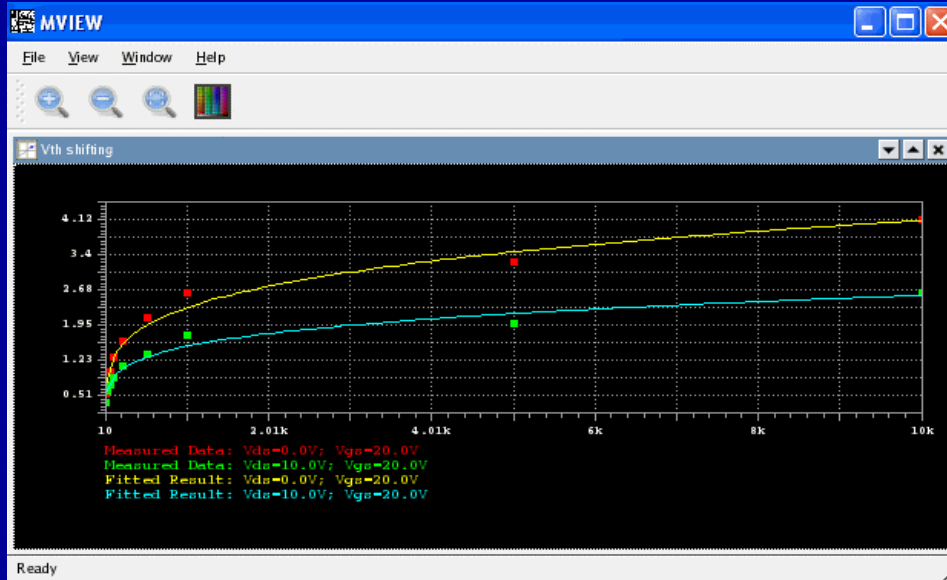 MVIEW
File View Window Help
Vth shifting
4.12
3.4
2.68
1.95
1.23
0.51
10 2.01k 4.01k 6k 8k 10k
Measured Data: Vds=0.0V; Vgs=20.0V
Measured Data: Vds=10.0V; Vgs=20.0V
Fitted Result: Vds=0.0V; Vgs=20.0V
Fitted Result: Vds=10.0V; Vgs=20.0V
Ready